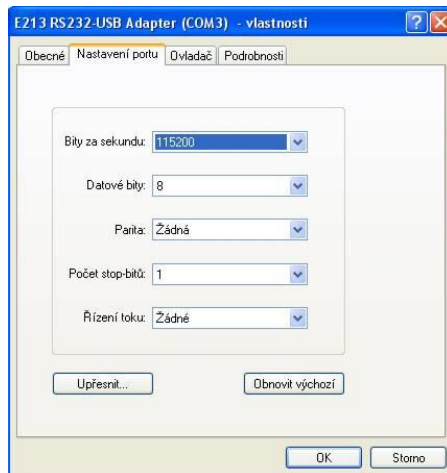 E213 RS232-USB Adapter (COM3) - vlastnosti
Obecné Nastavení portu Ovladač Podrobnosti
Bity za sekundu: 115200
Datové bity: 8
Parita: Žádná
Počet stop-bitů: 1
Řízení toku: Žádné
Upřesnit... Obnovit výchozí
OK Storno